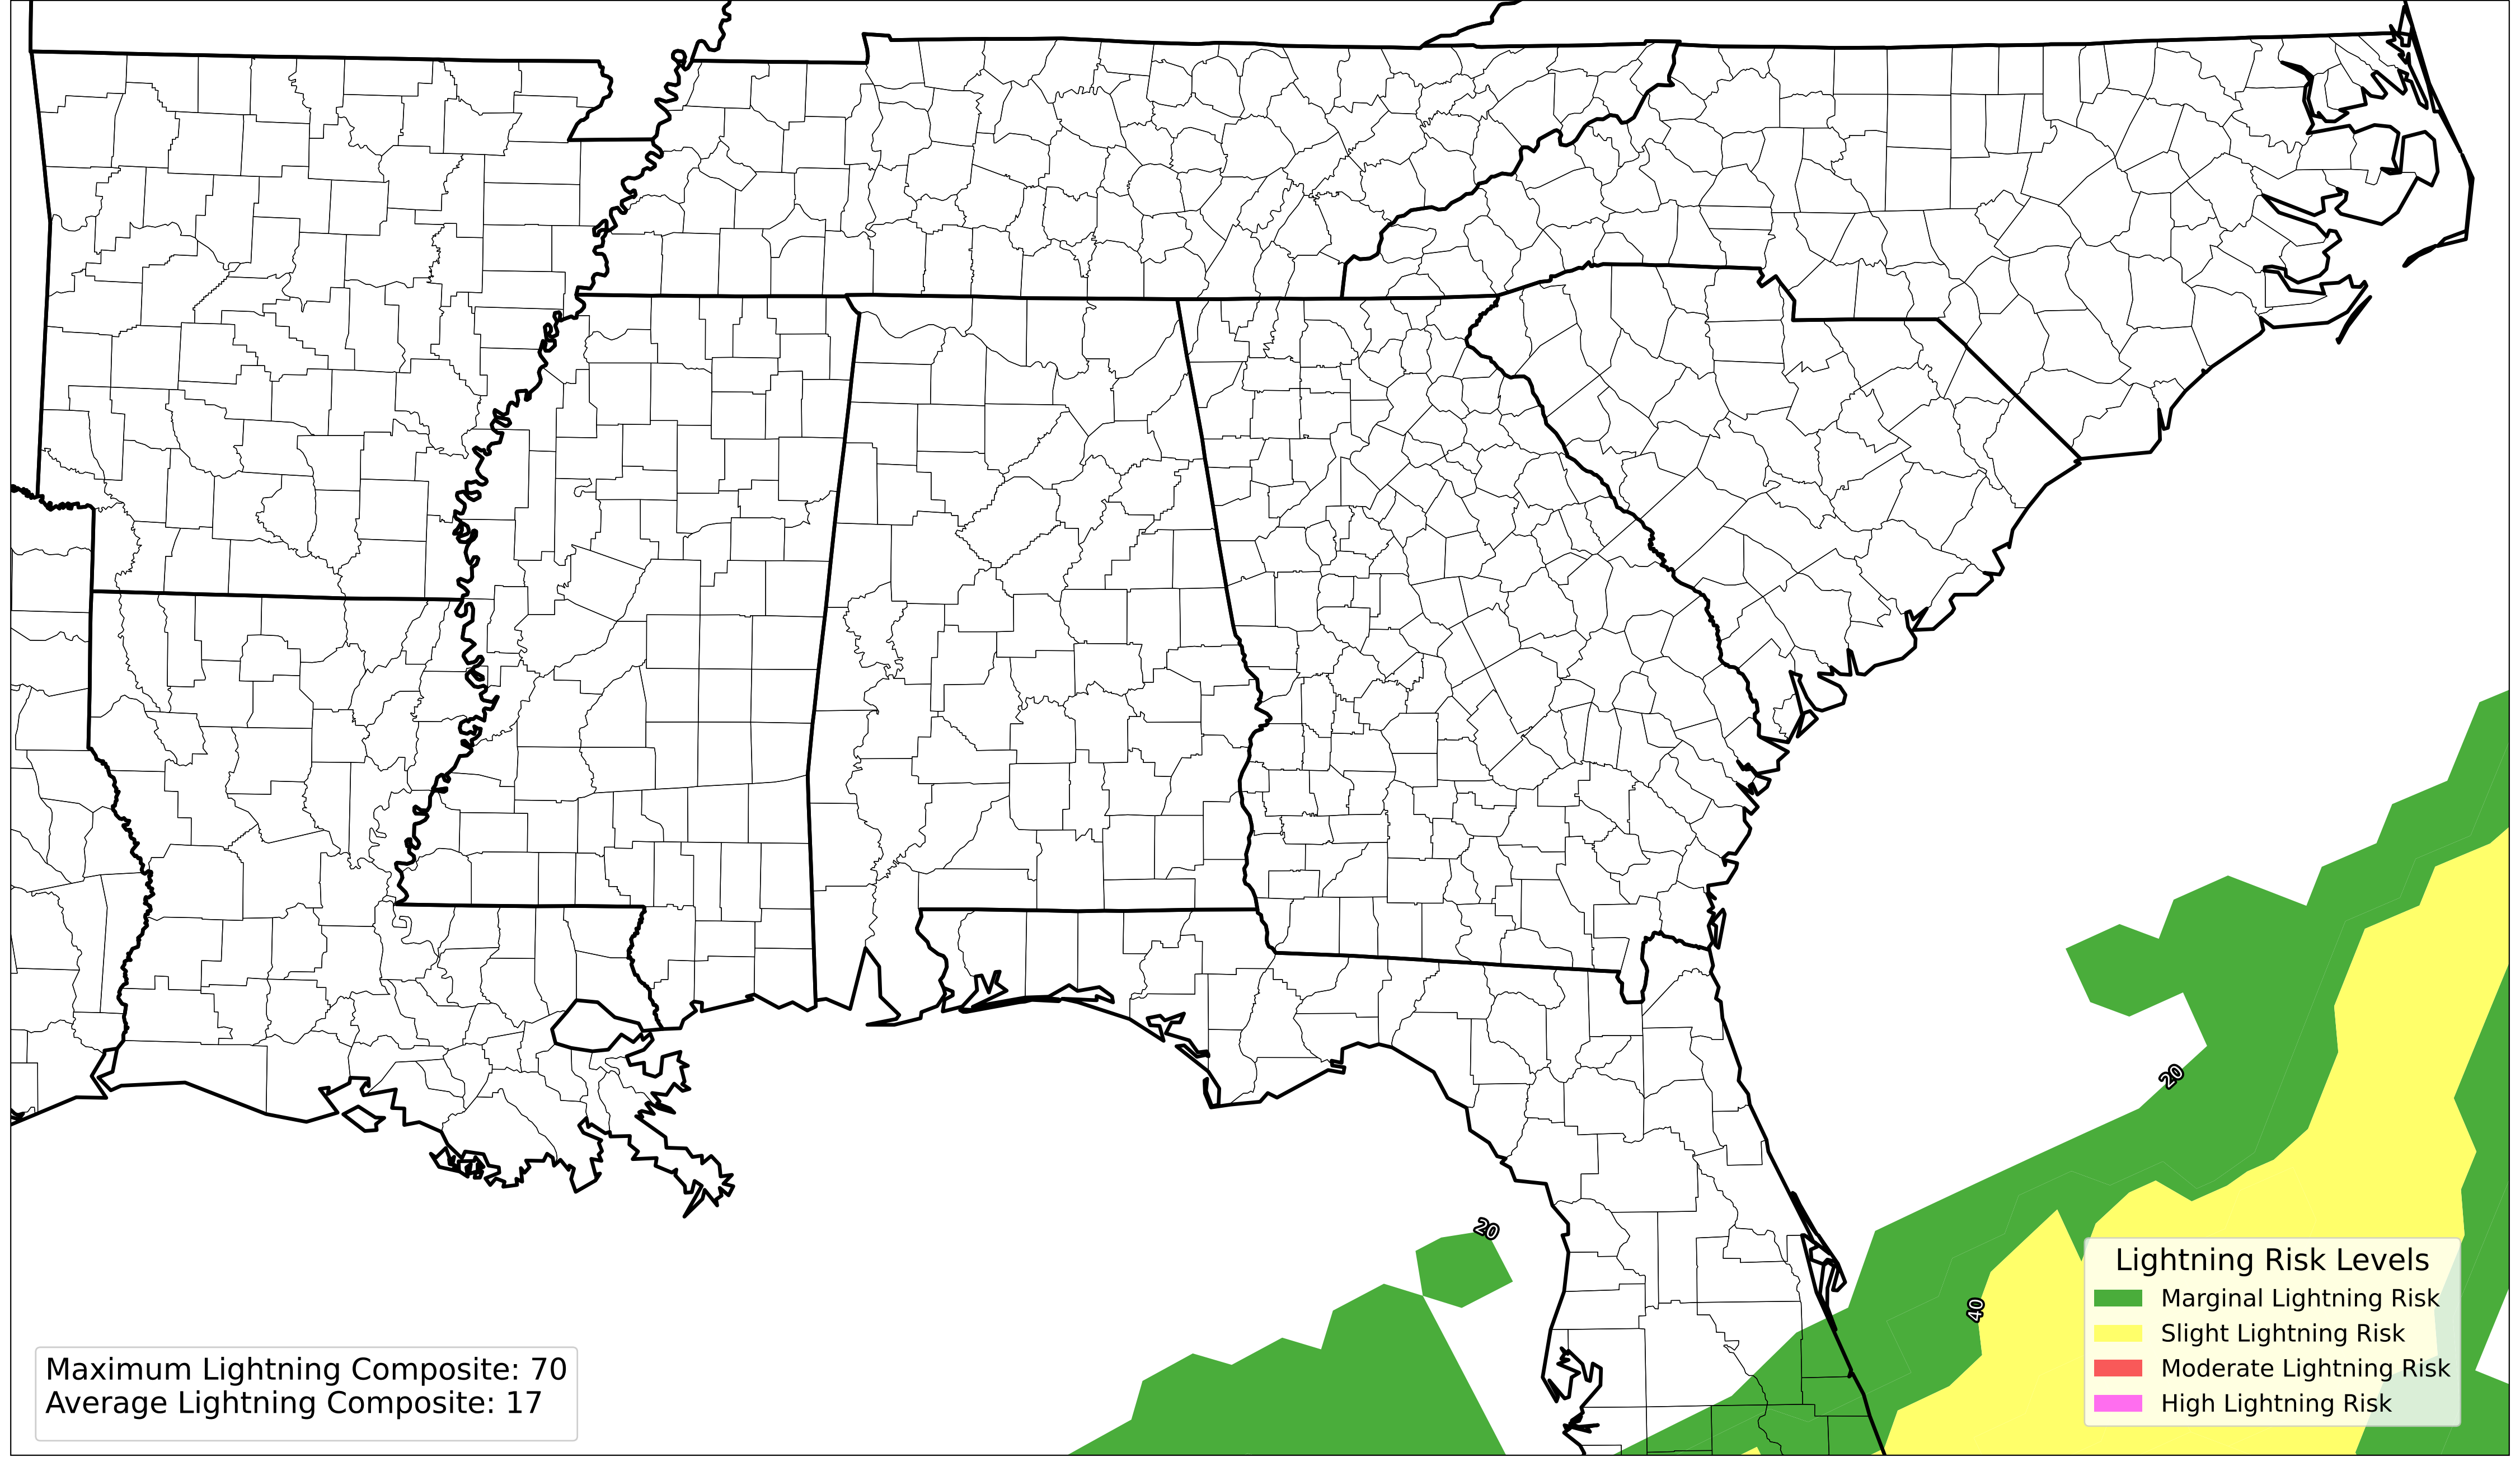 20
20
40
Lightning Risk Levels
Marginal Lightning Risk
Slight Lightning Risk
Moderate Lightning Risk
High Lightning Risk
Maximum Lightning Composite: 70
Average Lightning Composite: 17